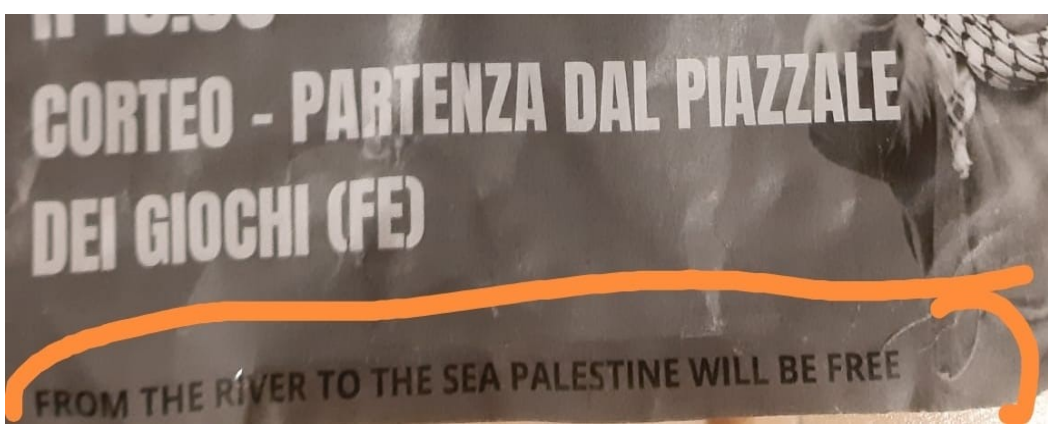 CORTEO - PARTENZA DAL PIAZZALE
DEI GIOCHI (FE)
FROM THE RIVER TO THE SEA PALESTINE WILL BE FREE